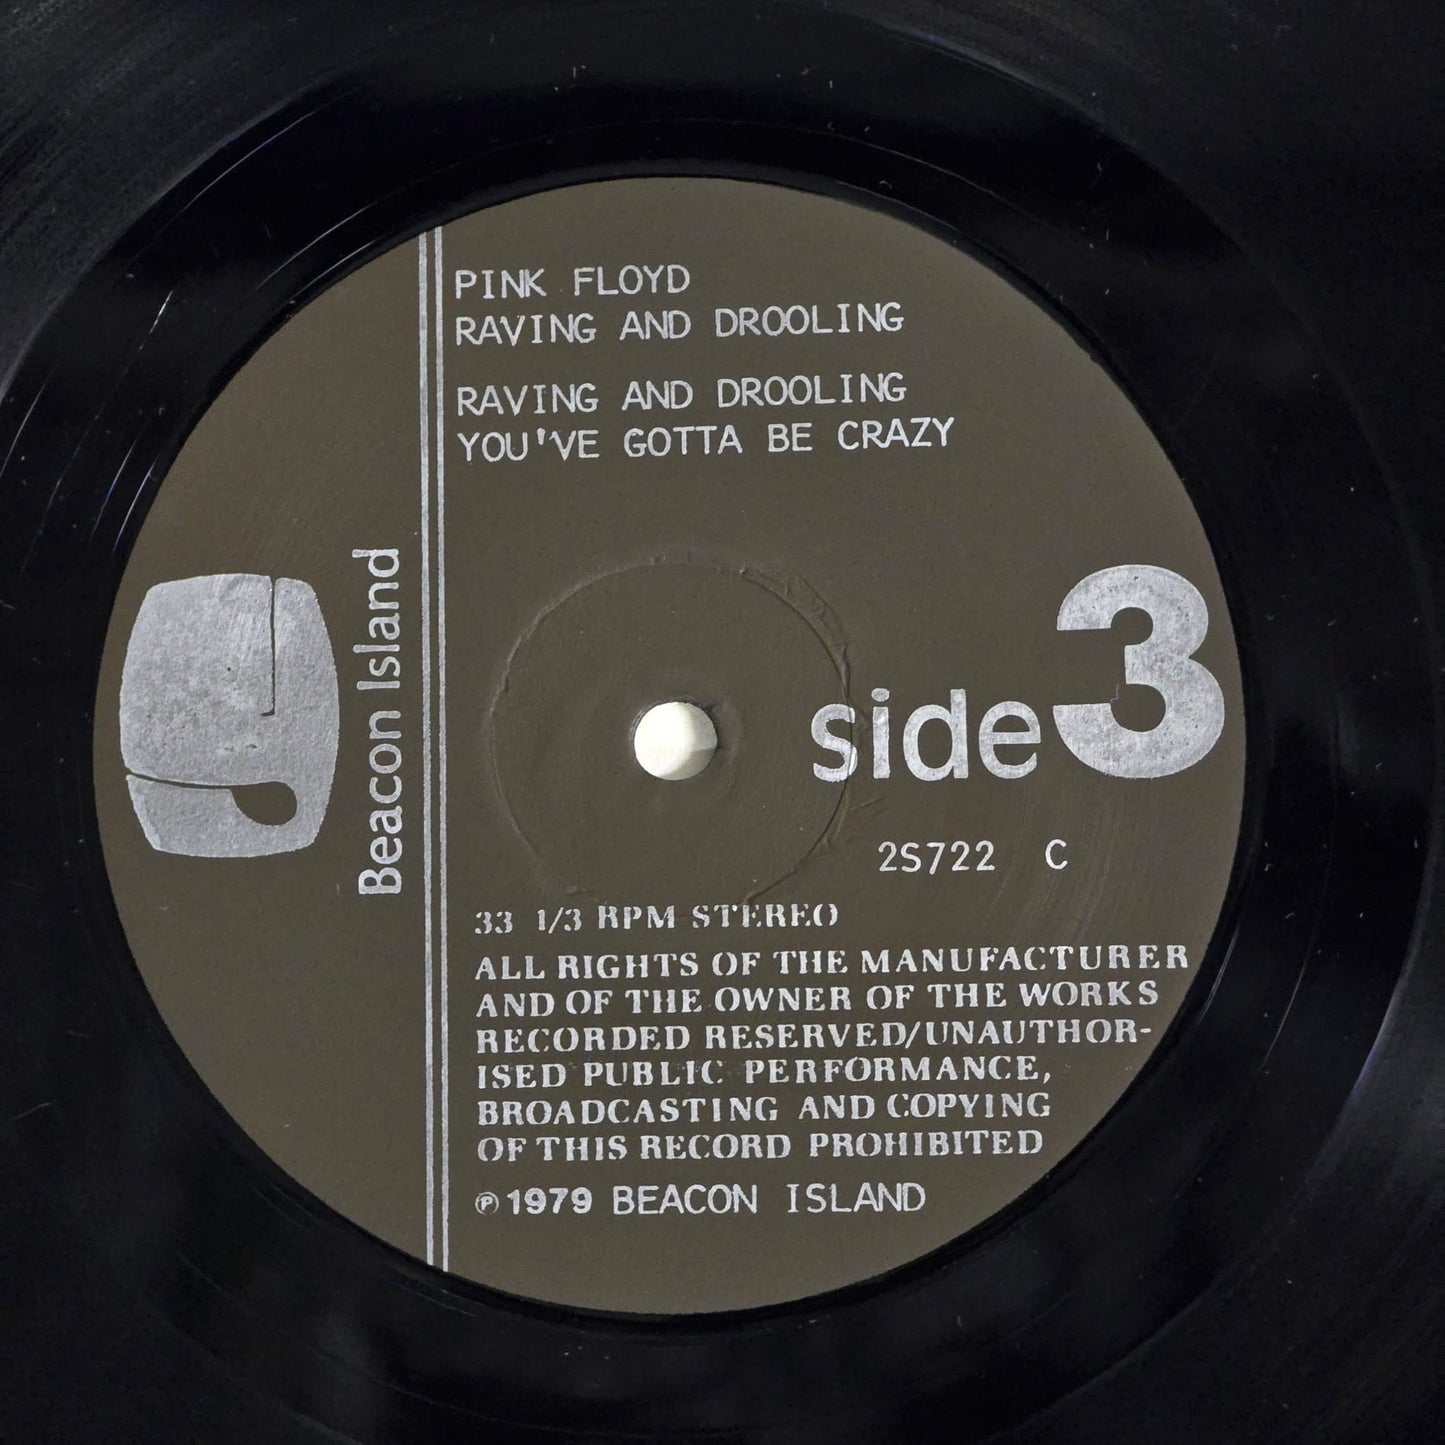 PINK FLOYD
RAVING AND DROOLING
RAVING AND DROOLING
YOU'VE GOTTA BE CRAZY
Beacon Island
side 3
2S722 C
33 1/3 RPM STEREO
ALL RIGHTS OF THE MANUFACTURER
AND OF THE OWNER OF THE WORKS
RECORDED RESERVED/UNAUTHOR-
ISED PUBLIC PERFORMANCE,
BROADCASTING AND COPYING
OF THIS RECORD PROHIBITED
℗ 1979 BEACON ISLAND